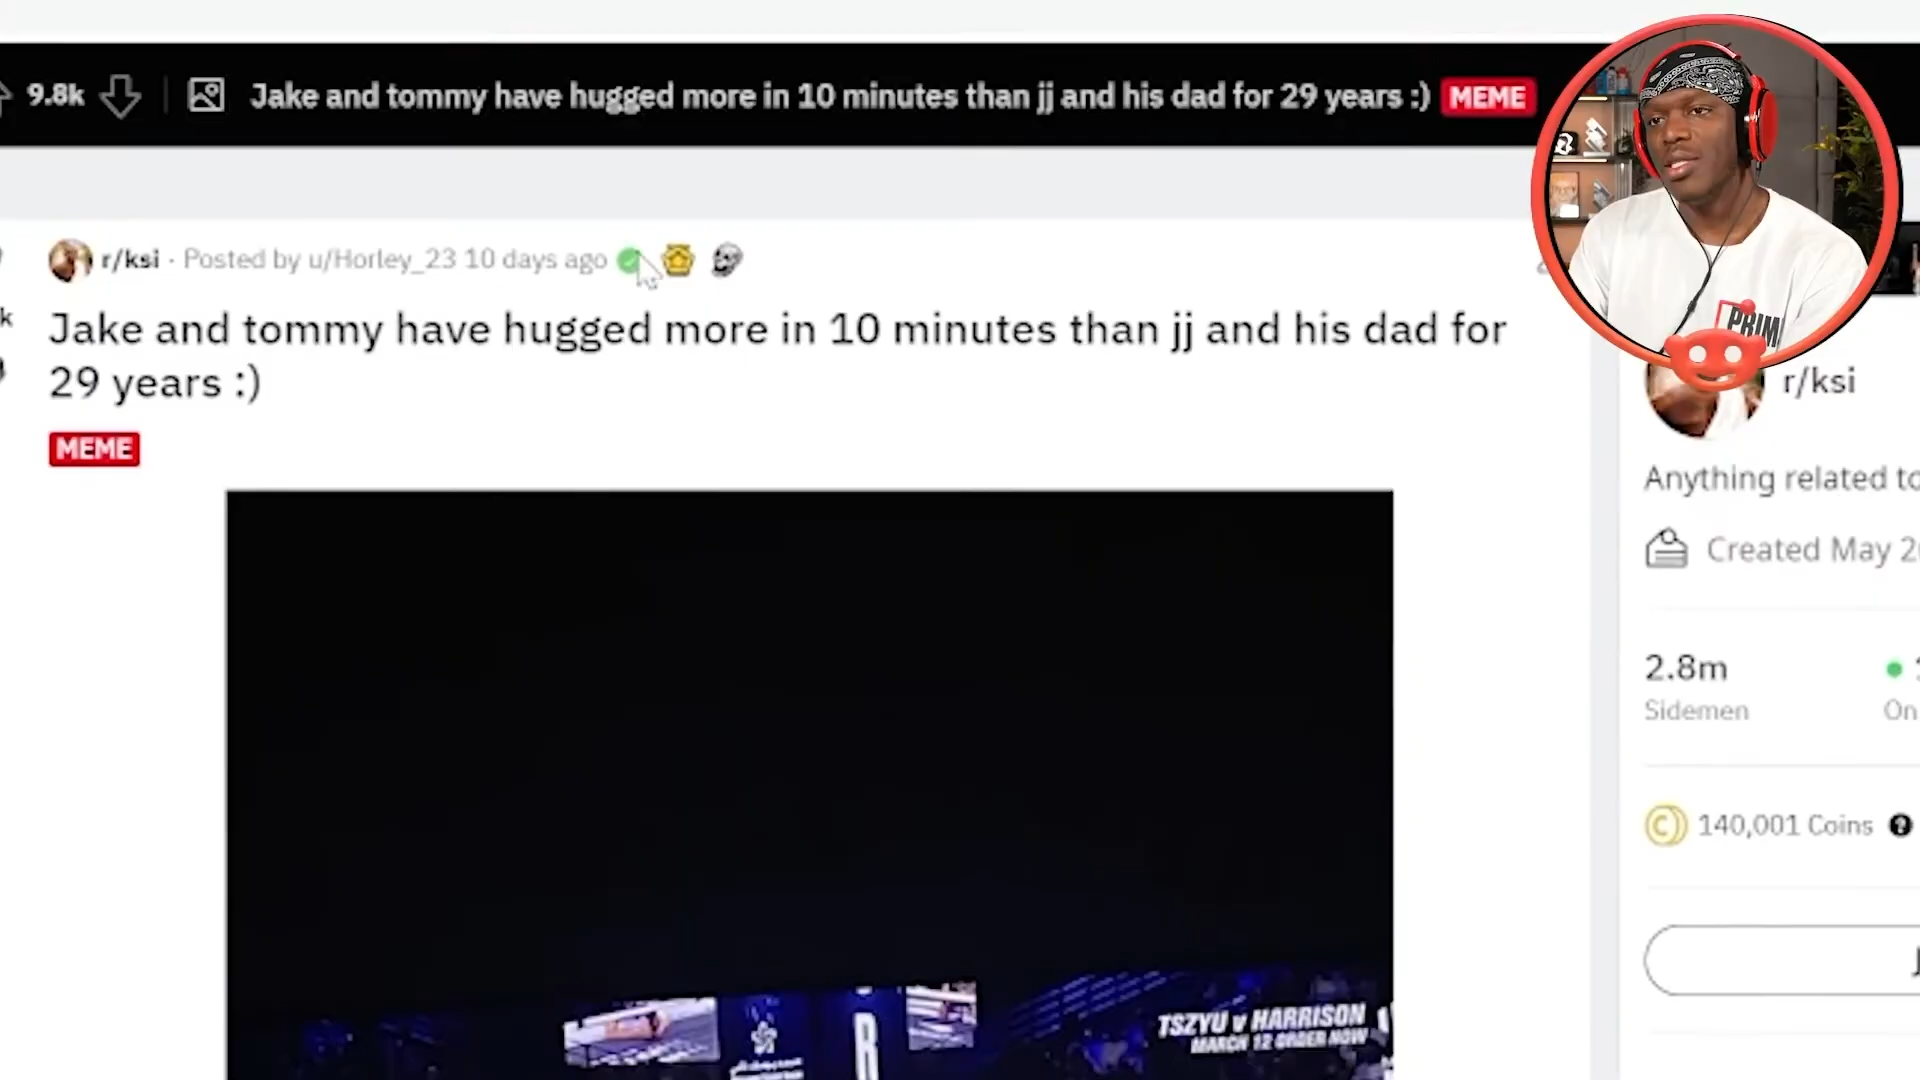 9.8k
Jake and tommy have hugged more in 10 minutes than jj and his dad for 29 years :) MEME
r/ksi · Posted by u/Horley_23 10 days ago
Jake and tommy have hugged more in 10 minutes than jj and his dad for
29 years :)
MEME
PRIM
r/ksi
Anything related to
Created May
2.8m
Sidemen
On
140,001 Coins
TSZYU v HARRISON
MARCH 12 ORDER NOW